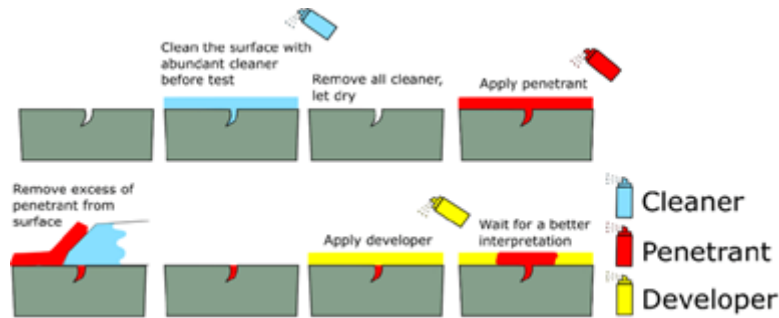 Clean the surface with
abundant cleaner
before test
Remove all cleaner,
let dry
Apply penetrant
Remove excess of
penetrant from
surface
Apply developer
Wait for a better
interpretation
Cleaner
Penetrant
Developer